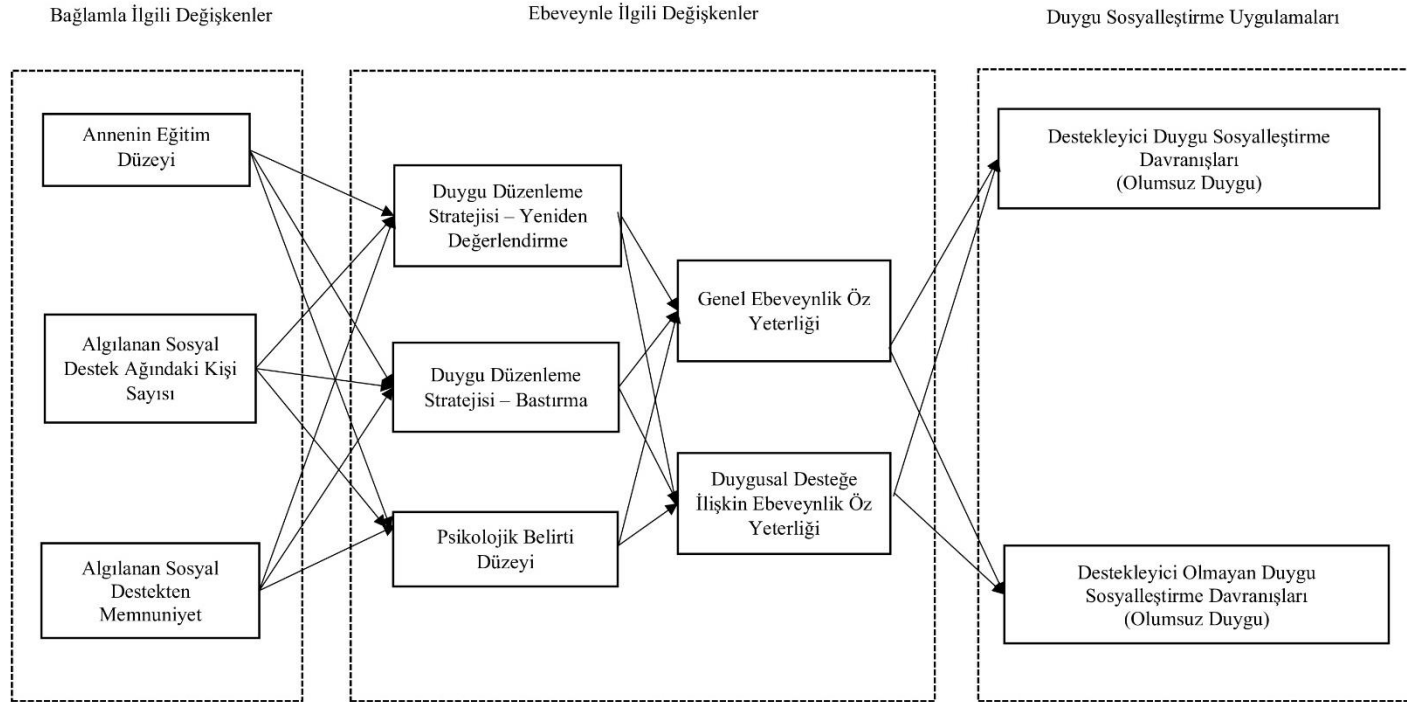 Bağlamla İlgili Değişkenler
Ebeveynle İlgili Değişkenler
Duygu Sosyalleştirme Uygulamaları
Annenin Eğitim
Düzeyi
Algılanan Sosyal
Destek Ağındaki Kişi
Sayısı
Algılanan Sosyal
Destekten
Memnuniyet
Duygu Düzenleme
Stratejisi – Yeniden
Değerlendirme
Duygu Düzenleme
Stratejisi – Bastırma
Psikolojik Belirti
Düzeyi
Genel Ebeveynlik Öz
Yeterliği
Duygusal Desteğe
İlişkin Ebeveynlik Öz
Yeterliği
Destekleyici Duygu Sosyalleştirme
Davranışları
(Olumsuz Duygu)
Destekleyici Olmayan Duygu
Sosyalleştirme Davranışları
(Olumsuz Duygu)